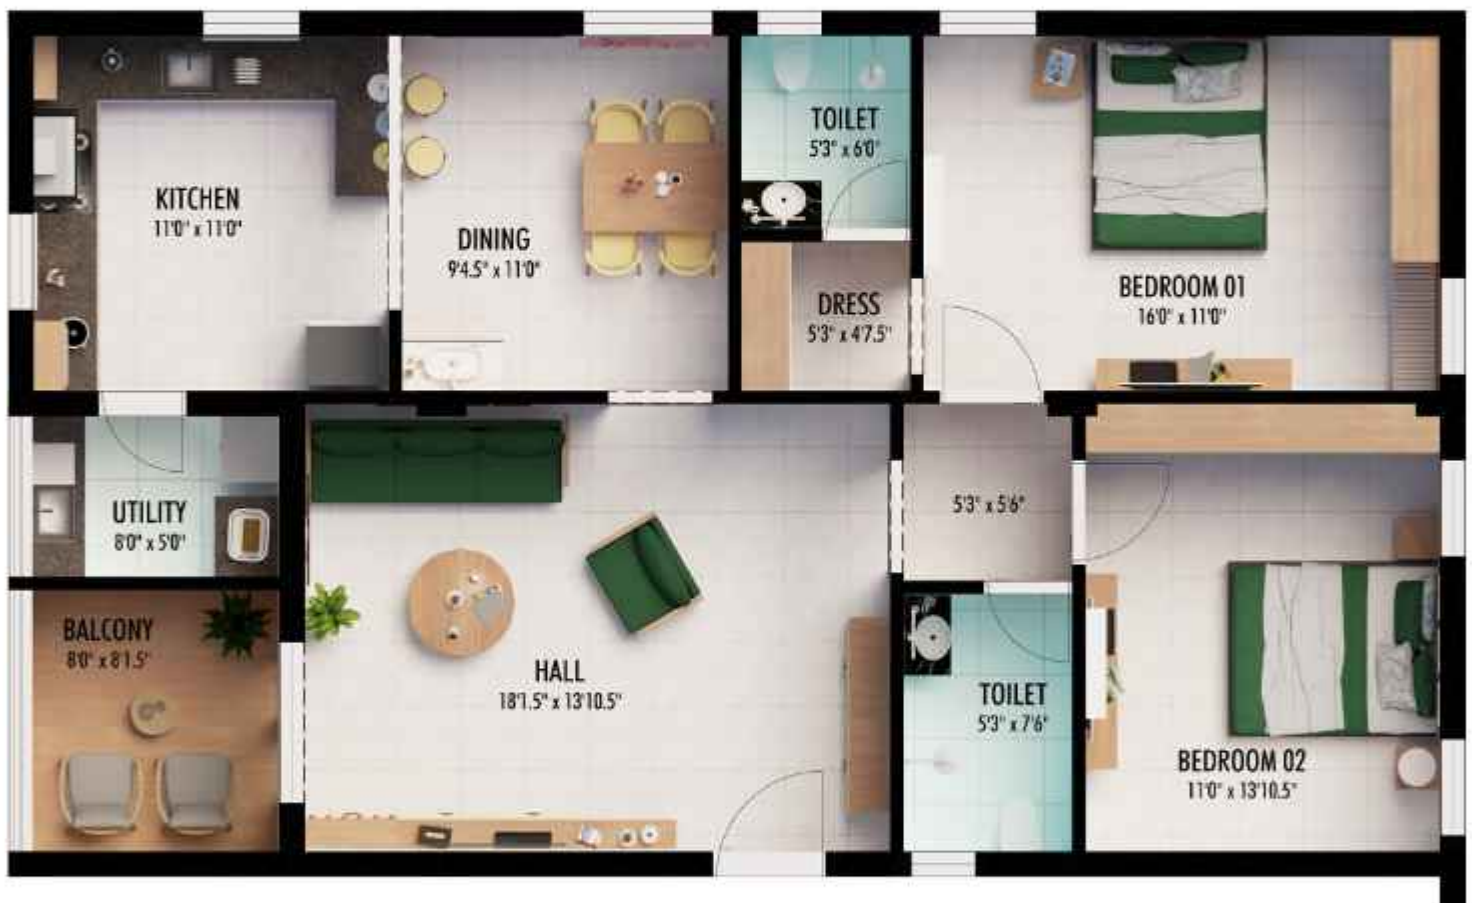 KITCHEN
11'0" x 11'0"
DINING
9'4.5" x 11'0"
TOILET
5'3" x 6'0"
DRESS
5'3" x 4'7.5"
BEDROOM 01
16'0" x 11'0"
UTILITY
8'0" x 5'0"
BALCONY
8'0" x 8'1.5"
HALL
18'1.5" x 13'10.5"
5'3" x 5'6"
TOILET
5'3" x 7'6"
BEDROOM 02
11'0" x 13'10.5"